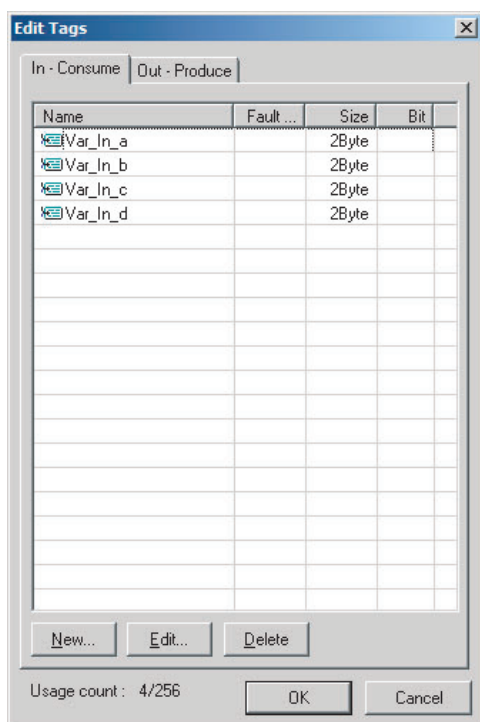 Edit Tags
In - Consume Out - Produce
Name Fault ... Size Bit
Var_In_a 2Byte
Var_In_b 2Byte
Var_In_c 2Byte
Var_In_d 2Byte
New... Edit... Delete
Usage count : 4/256 OK Cancel